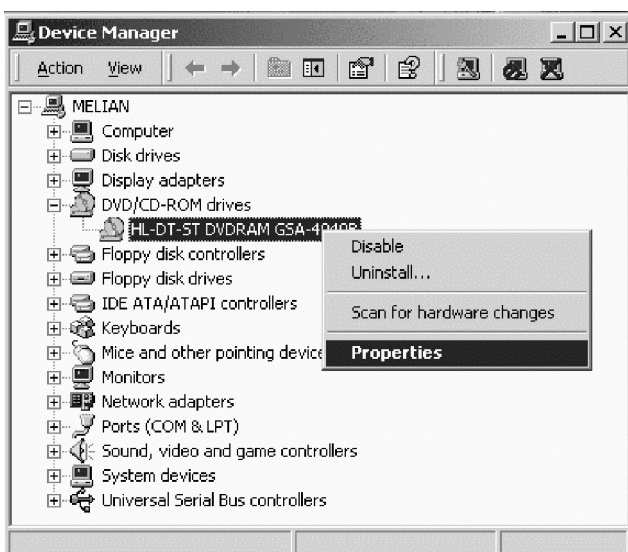 Device Manager
Action View
MELIAN
Computer
Disk drives
Display adapters
DVD/CD-ROM drives
HL-DT-ST DVDRAM GSA-4040B
Floppy disk controllers
Floppy disk drives
IDE ATA/ATAPI controllers
Keyboards
Mice and other pointing device
Monitors
Network adapters
Ports (COM & LPT)
Sound, video and game controllers
System devices
Universal Serial Bus controllers
Disable
Uninstall...
Scan for hardware changes
Properties